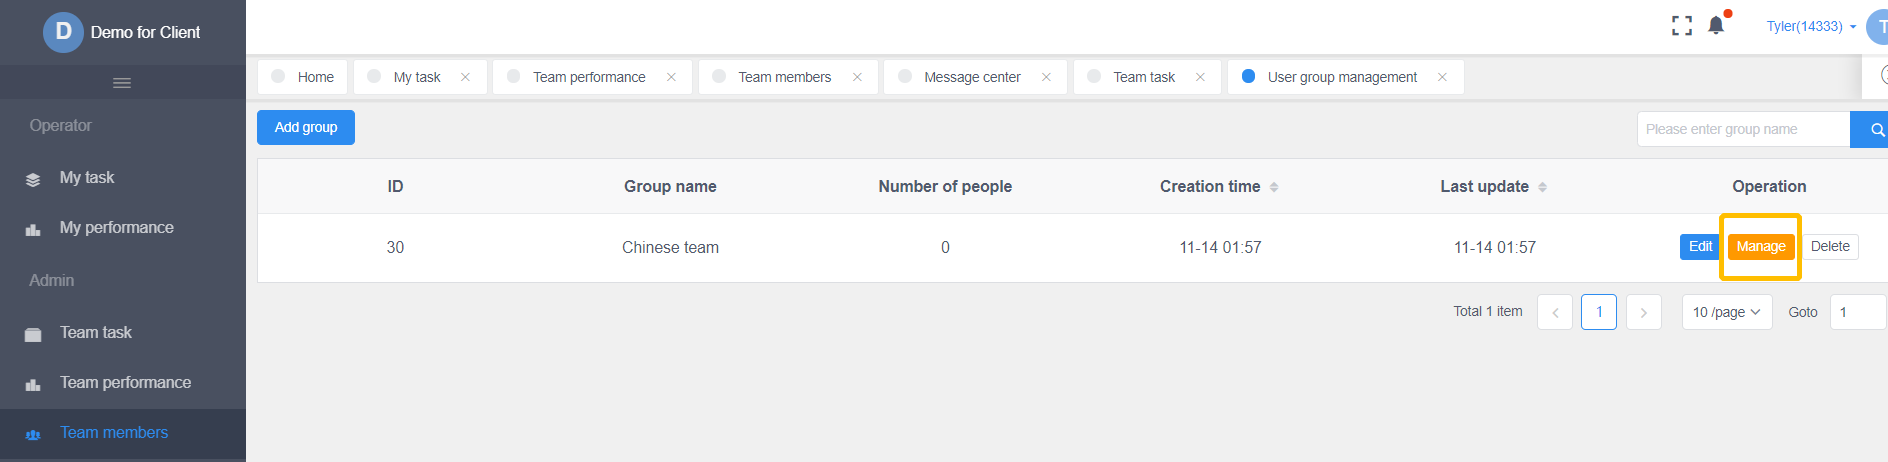 D Demo for Client
Tyler(14333)
Home
My task
Team performance
Team members
Message center
Team task
User group management
Operator
My task
My performance
Admin
Team task
Team performance
Team members
Add group
Please enter group name
ID Group name Number of people Creation time Last update Operation
30 Chinese team 0 11-14 01:57 11-14 01:57 Edit Manage Delete
Total 1 item 1 10 /page Goto 1